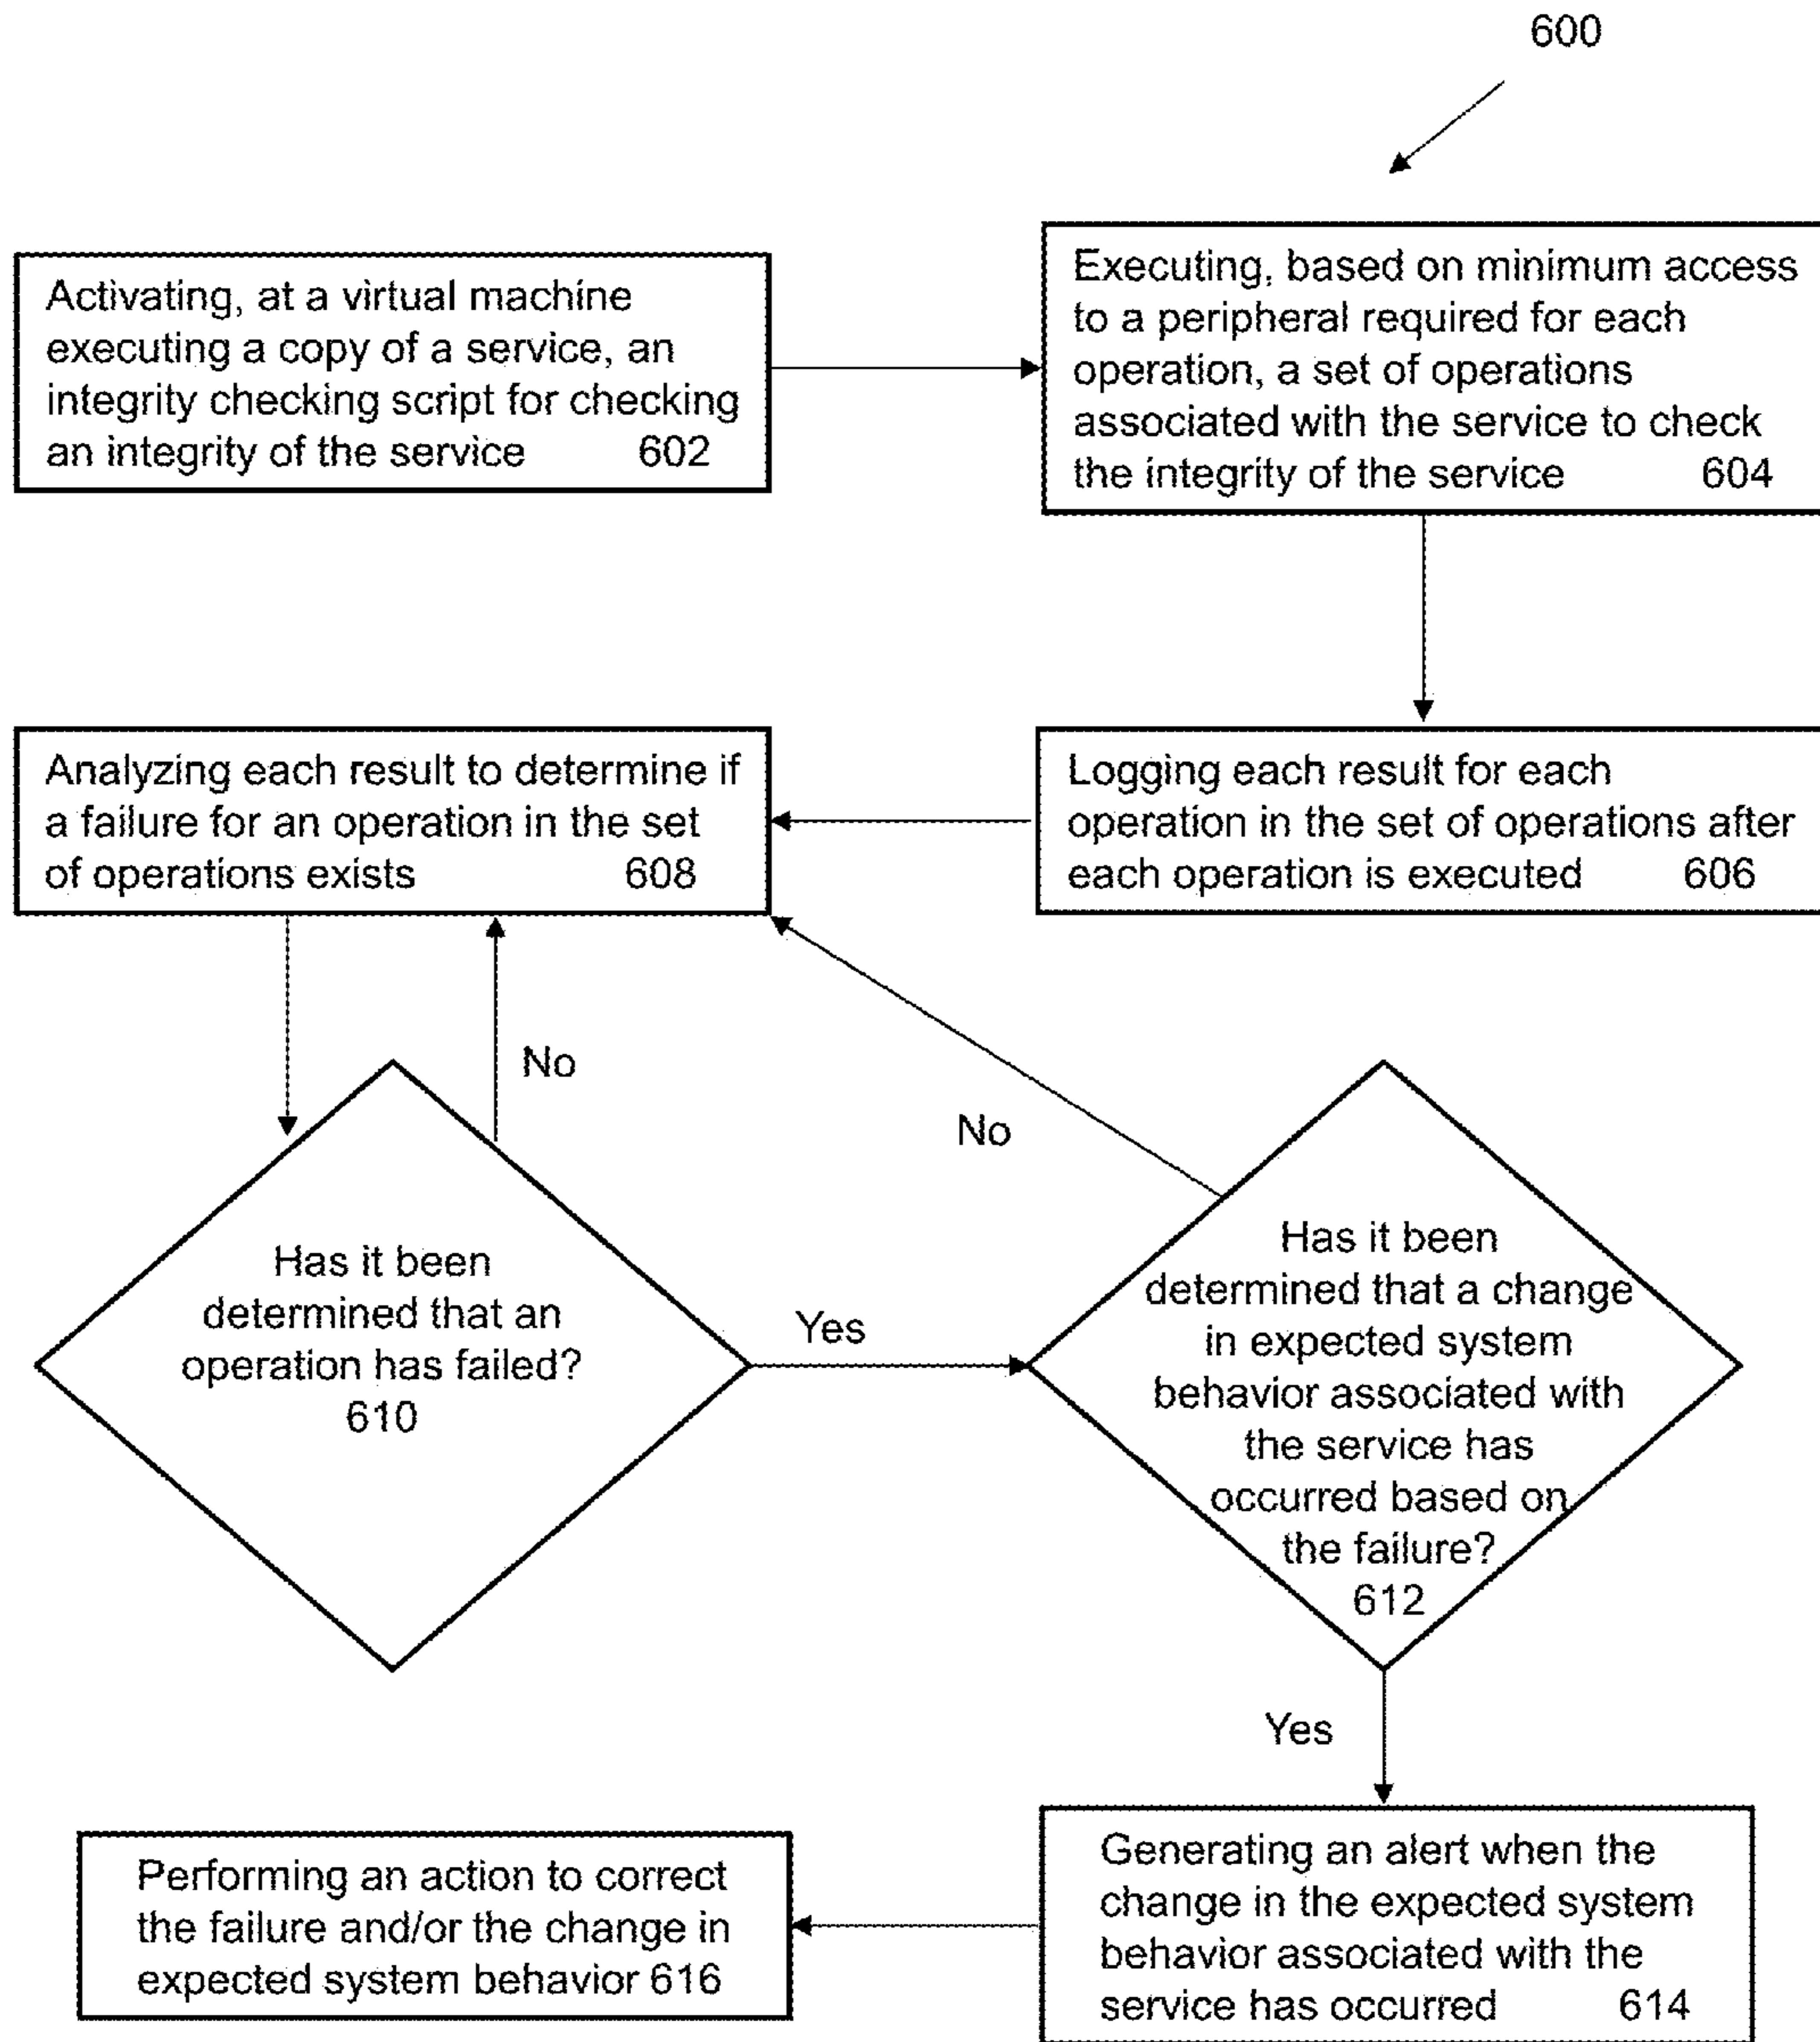 600
Activating, at a virtual machine
executing a copy of a service, an
integrity checking script for checking
an integrity of the service 602
Executing, based on minimum access
to a peripheral required for each
operation, a set of operations
associated with the service to check
the integrity of the service 604
Logging each result for each
operation in the set of operations after
each operation is executed 606
Analyzing each result to determine if
a failure for an operation in the set
of operations exists 608
No
Has it been
determined that an
operation has failed?
610
Yes
No
Has it been
determined that a change
in expected system
behavior associated with
the service has
occurred based on
the failure?
612
Yes
Generating an alert when the
change in the expected system
behavior associated with the
service has occurred 614
Performing an action to correct
the failure and/or the change in
expected system behavior 616